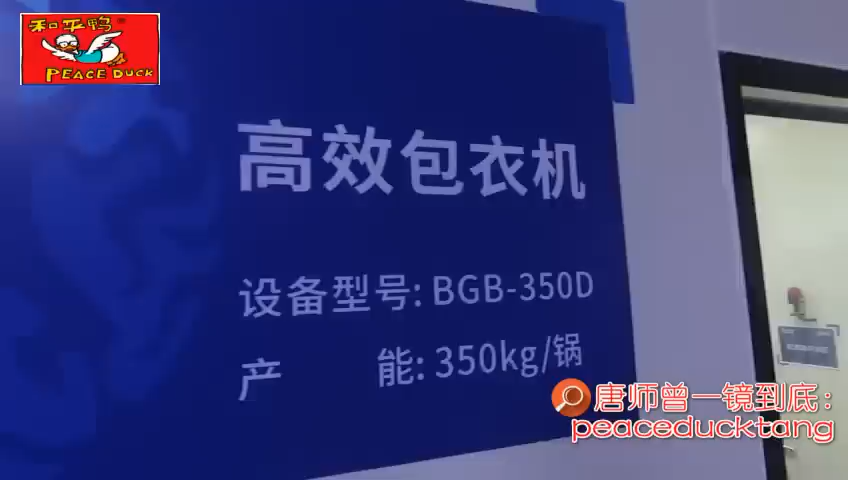 和平鸭
PEACE DUCK
高效包衣机
设备型号: BGB-350D
产 能: 350kg/锅
唐师曾一镜到底:
peaceducktang